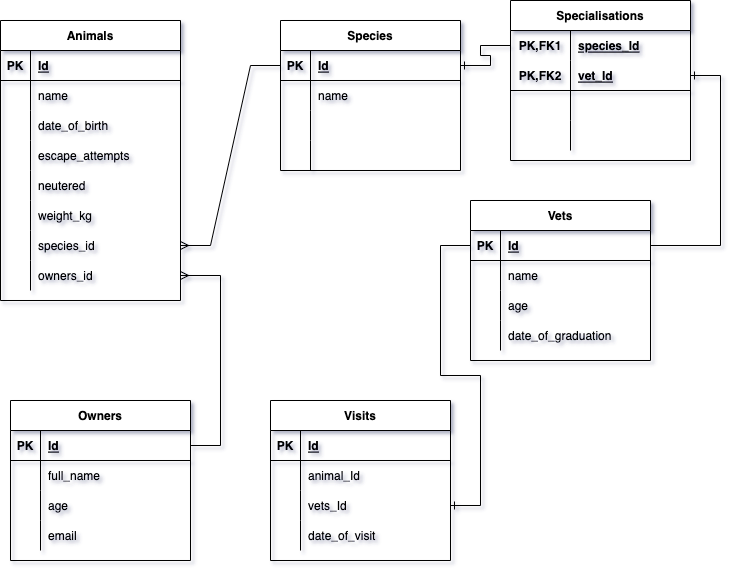 Animals
PK Id
name
date_of_birth
escape_attempts
neutered
weight_kg
species_id
owners_id
Species
PK Id
name
Specialisations
PK,FK1 species_Id
PK,FK2 vet_Id
Vets
PK Id
name
age
date_of_graduation
Owners
PK Id
full_name
age
email
Visits
PK Id
animal_Id
vets_Id
date_of_visit